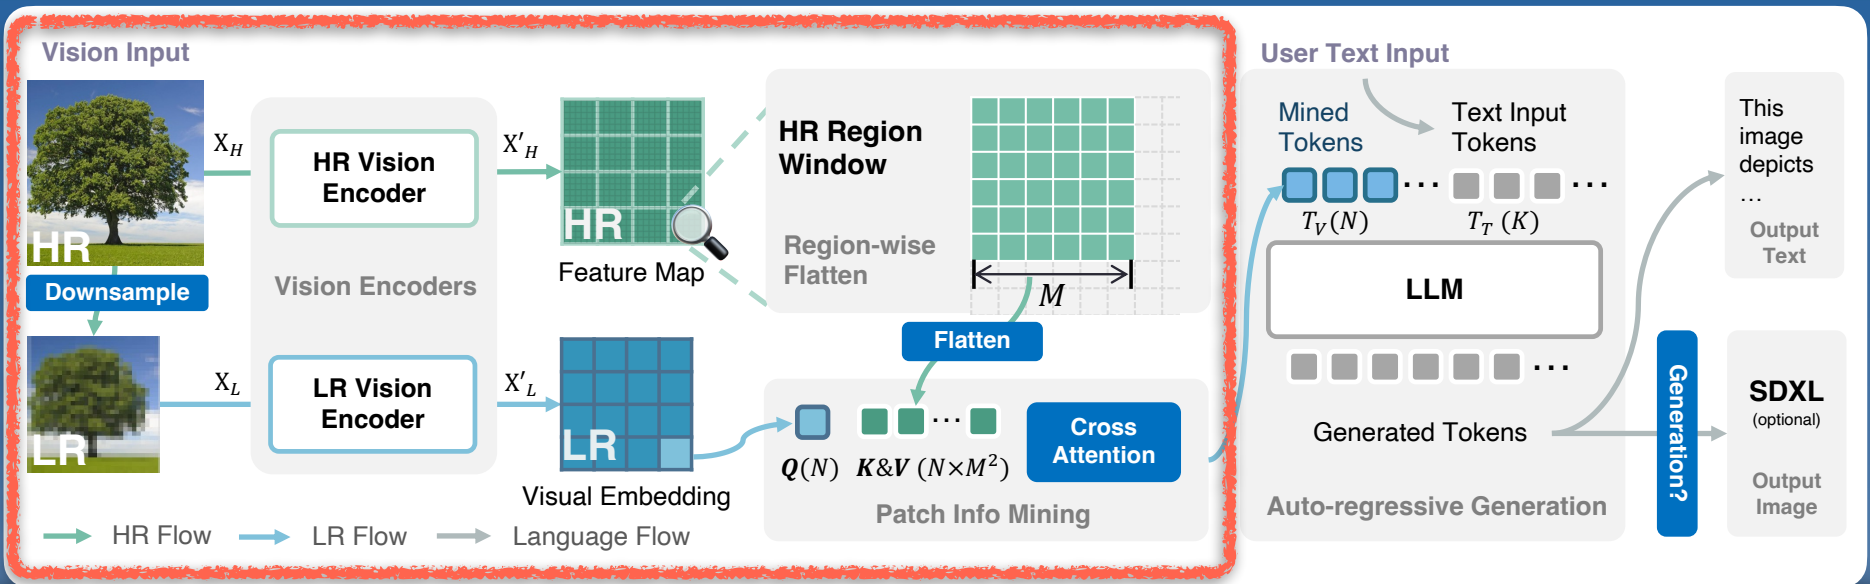 Vision Input
HR
X_H
HR Vision
Encoder
X'_H
HR
Feature Map
HR Region
Window
Region-wise
Flatten
M
Downsample
Vision Encoders
Flatten
LR
X_L
LR Vision
Encoder
X'_L
LR
Visual Embedding
Q(N)
...
K&V (N×M²)
Cross
Attention
Patch Info Mining
HR Flow
LR Flow
Language Flow
User Text Input
Mined
Tokens
Text Input
Tokens
...
...
T_V(N)
T_T (K)
LLM
...
Generated Tokens
Auto-regressive Generation
This
image
depicts
...
Output
Text
Generation?
SDXL
(optional)
Output
Image